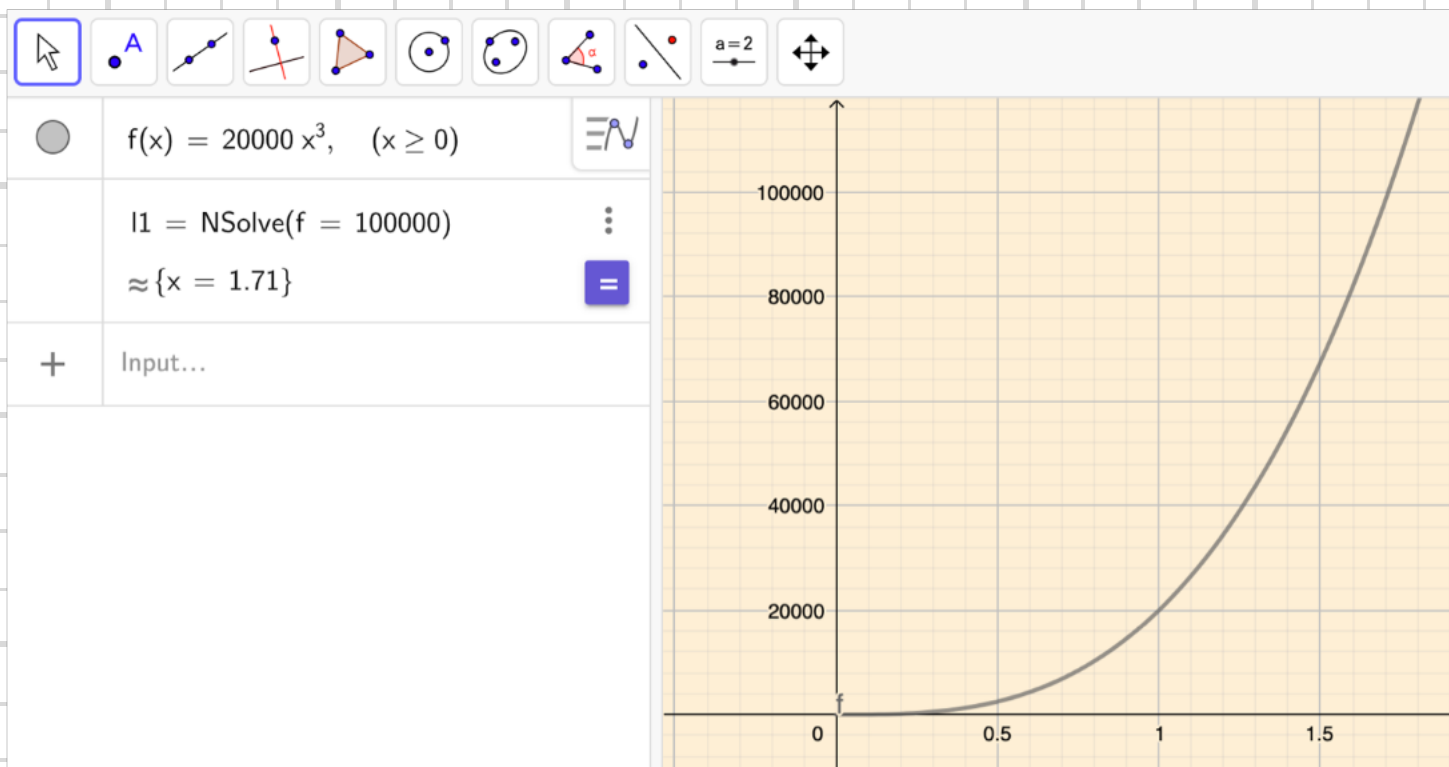 A
α
a = 2
f(x) = 20000 x³, (x ≥ 0)
l1 = NSolve(f = 100000)
≈ {x = 1.71}
=
+ Input...
100000
80000
60000
40000
20000
f
0 0.5 1 1.5